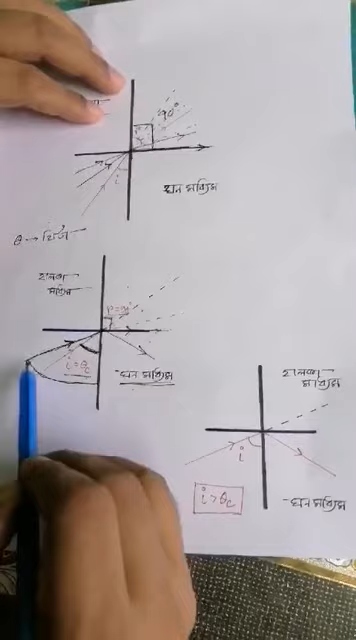 90°
i
ঘন মাধ্যম
হালকা
মাধ্যম
r=90°
i=θc
ঘন মাধ্যম
হালকা
মাধ্যম
i
i>θc
ঘন মাধ্যম